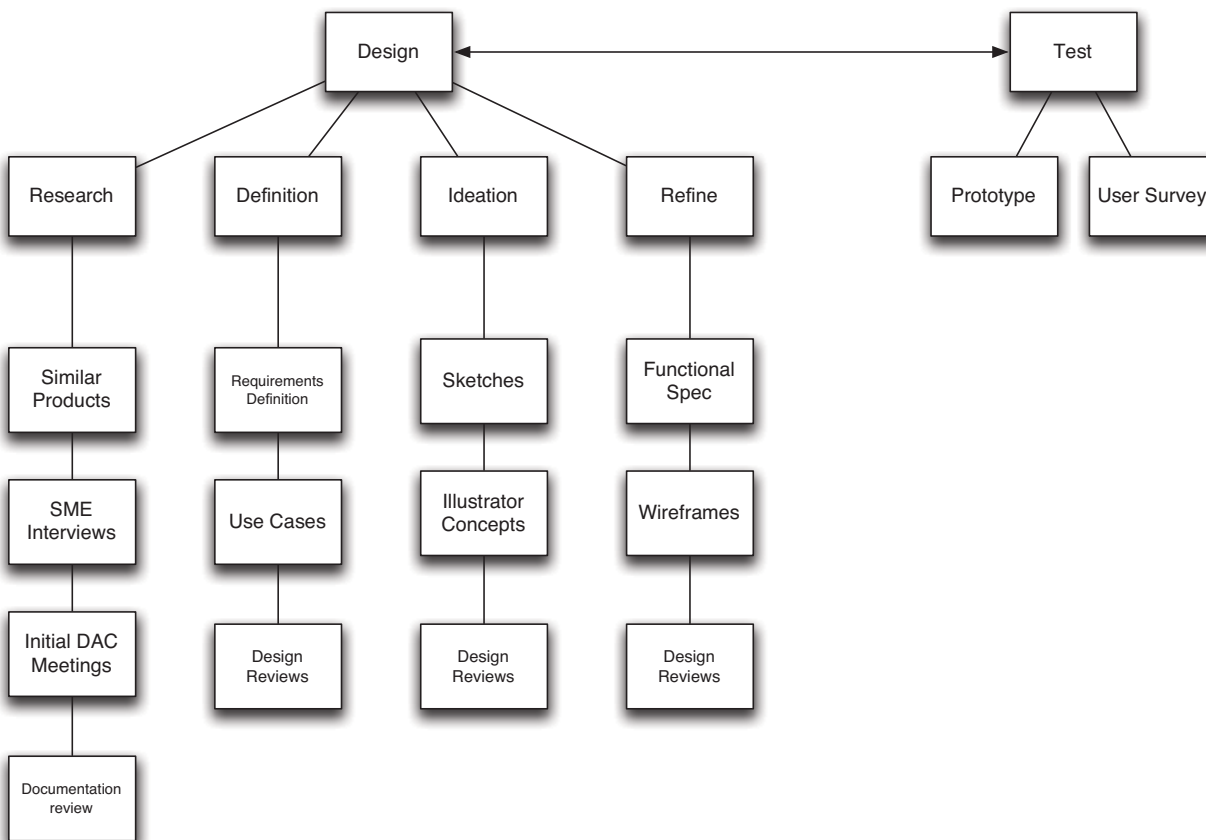 Design
Test
Research
Definition
Ideation
Refine
Prototype
User Survey
Similar
Products
Requirements
Definition
Sketches
Functional
Spec
SME
Interviews
Use Cases
Illustrator
Concepts
Wireframes
Initial DAC
Meetings
Design
Reviews
Design
Reviews
Design
Reviews
Documentation
review